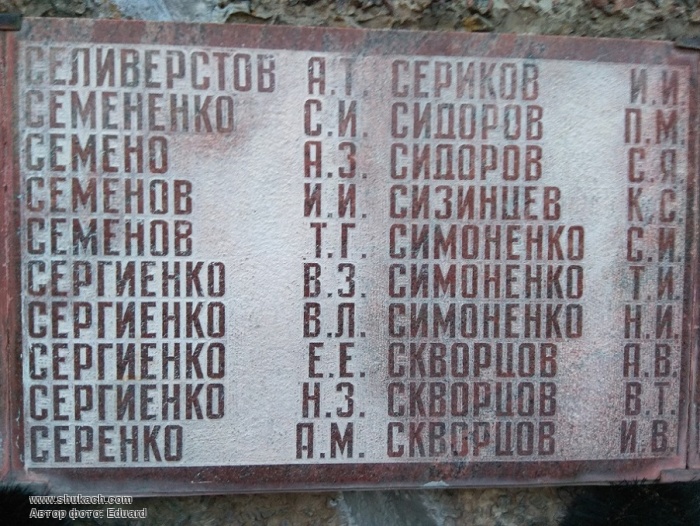 СЕЛИВЕРСТОВ А.Т. СЕРИКОВ И.И
СЕМЕНЕНКО С.И. СИДОРОВ П.М.
СЕМЕНО А.З. СИДОРОВ С.Я
СЕМЕНОВ И.И. СИЗИНЦЕВ К.С.
СЕМЕНОВ Т.Г. СИМОНЕНКО С.И.
СЕРГИЕНКО В.З. СИМОНЕНКО Т.И.
СЕРГИЕНКО В.Л. СИМОНЕНКО Н.И.
СЕРГИЕНКО Е.Е. СКВОРЦОВ А.В.
СЕРГИЕНКО Н.З. СКВОРЦОВ В.Т.
СЕРЕНКО А.М. СКВОРЦОВ И.В.
www.shukach.com
Автор фото: Eduard